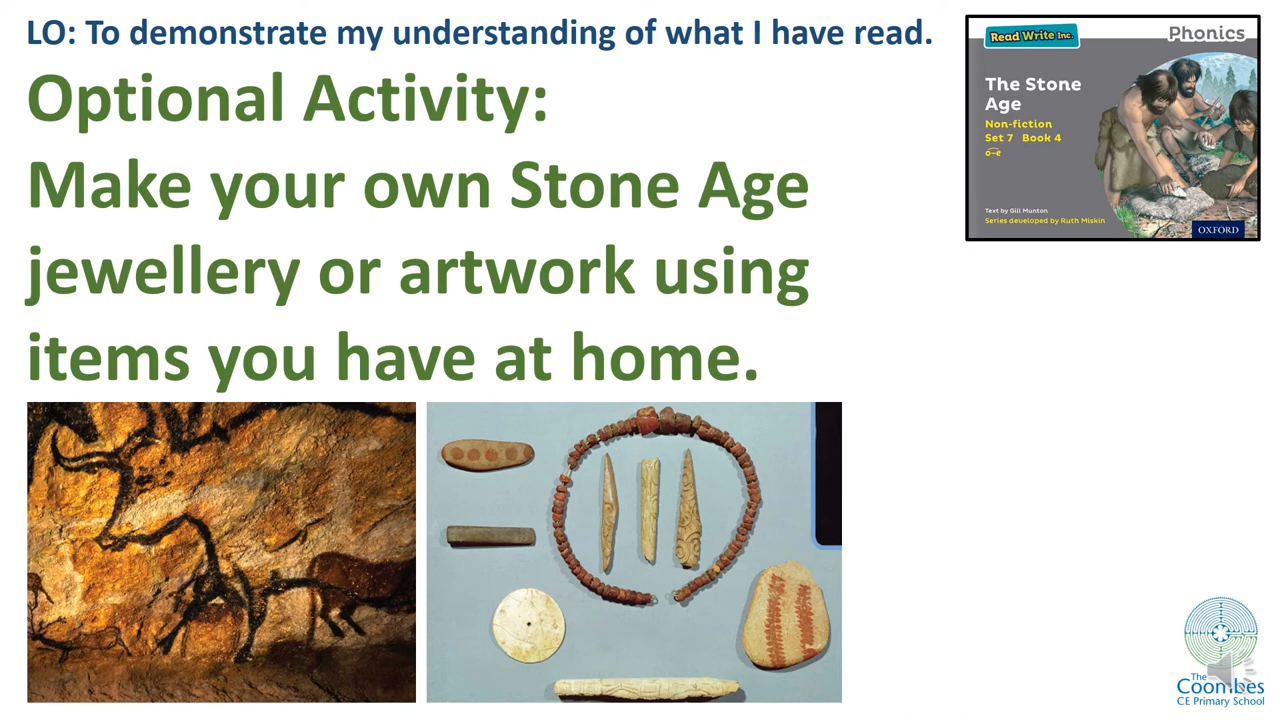 LO: To demonstrate my understanding of what I have read.
Optional Activity:
Make your own Stone Age
jewellery or artwork using
items you have at home.
Read Write Inc.
Phonics
The Stone
Age
Non-fiction
Set 7 Book 4
o-e
Text by Gill Munton
Series developed by Ruth Miskin
OXFORD
The
Coombes
CE Primary School